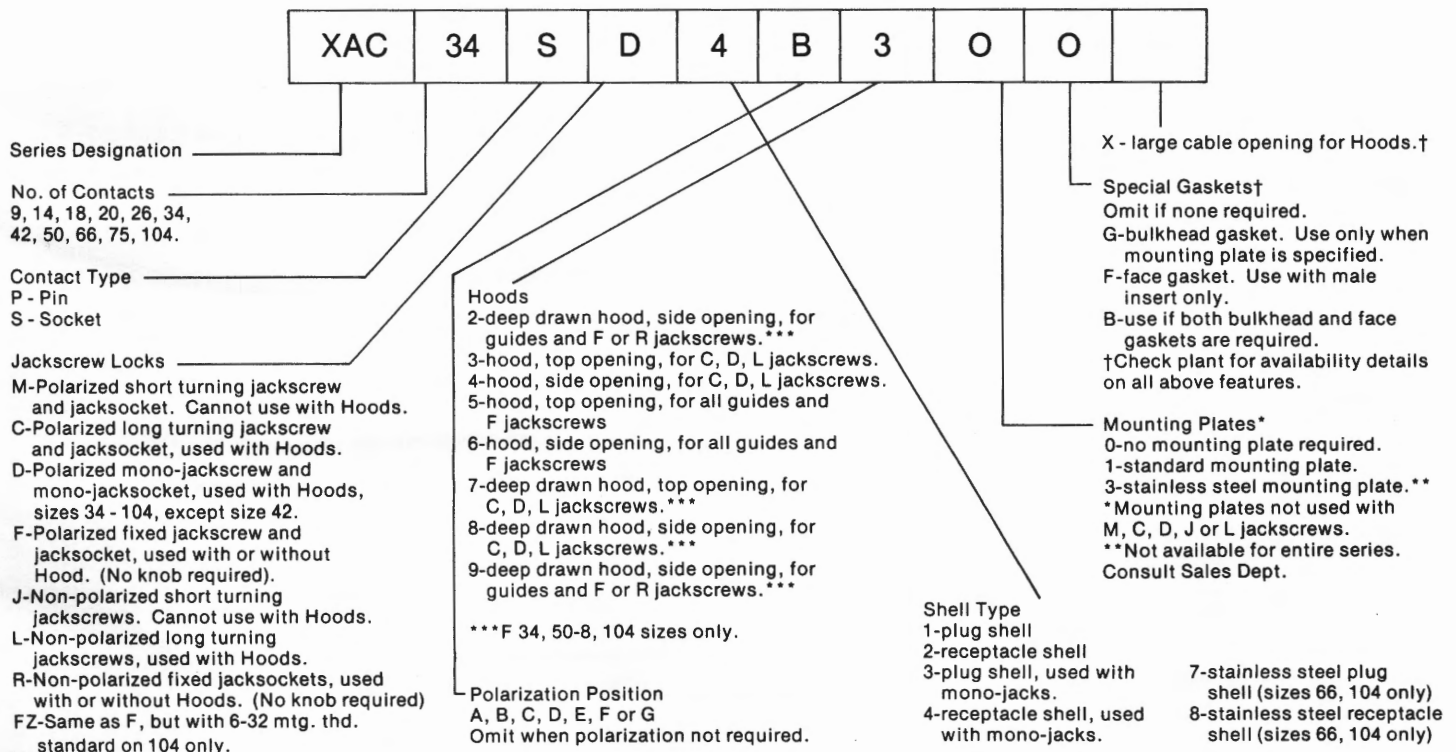 XAC 34 S D 4 B 3 O O
Series Designation
No. of Contacts
9, 14, 18, 20, 26, 34,
42, 50, 66, 75, 104.
Contact Type
P - Pin
S - Socket
Jackscrew Locks
M-Polarized short turning jackscrew
and jacksocket. Cannot use with Hoods.
C-Polarized long turning jackscrew
and jacksocket, used with Hoods.
D-Polarized mono-jackscrew and
mono-jacksocket, used with Hoods,
sizes 34 - 104, except size 42.
F-Polarized fixed jackscrew and
jacksocket, used with or without
Hood. (No knob required).
J-Non-polarized short turning
jackscrews. Cannot use with Hoods.
L-Non-polarized long turning
jackscrews, used with Hoods.
R-Non-polarized fixed jacksockets, used
with or without Hoods. (No knob required)
FZ-Same as F, but with 6-32 mtg. thd.
standard on 104 only.
Hoods
2-deep drawn hood, side opening, for
guides and F or R jackscrews.***
3-hood, top opening, for C, D, L jackscrews.
4-hood, side opening, for C, D, L jackscrews.
5-hood, top opening, for all guides and
F jackscrews
6-hood, side opening, for all guides and
F jackscrews
7-deep drawn hood, top opening, for
C, D, L jackscrews.***
8-deep drawn hood, side opening, for
C, D, L jackscrews.***
9-deep drawn hood, side opening, for
guides and F or R jackscrews.***
***F 34, 50-8, 104 sizes only.
Polarization Position
A, B, C, D, E, F or G
Omit when polarization not required.
Shell Type
1-plug shell
2-receptacle shell
3-plug shell, used with
mono-jacks.
4-receptacle shell, used
with mono-jacks.
7-stainless steel plug
shell (sizes 66, 104 only)
8-stainless steel receptacle
shell (sizes 66, 104 only)
X - large cable opening for Hoods.†
Special Gaskets†
Omit if none required.
G-bulkhead gasket. Use only when
mounting plate is specified.
F-face gasket. Use with male
insert only.
B-use if both bulkhead and face
gaskets are required.
†Check plant for availability details
on all above features.
Mounting Plates*
0-no mounting plate required.
1-standard mounting plate.
3-stainless steel mounting plate.**
*Mounting plates not used with
M, C, D, J or L jackscrews.
**Not available for entire series.
Consult Sales Dept.